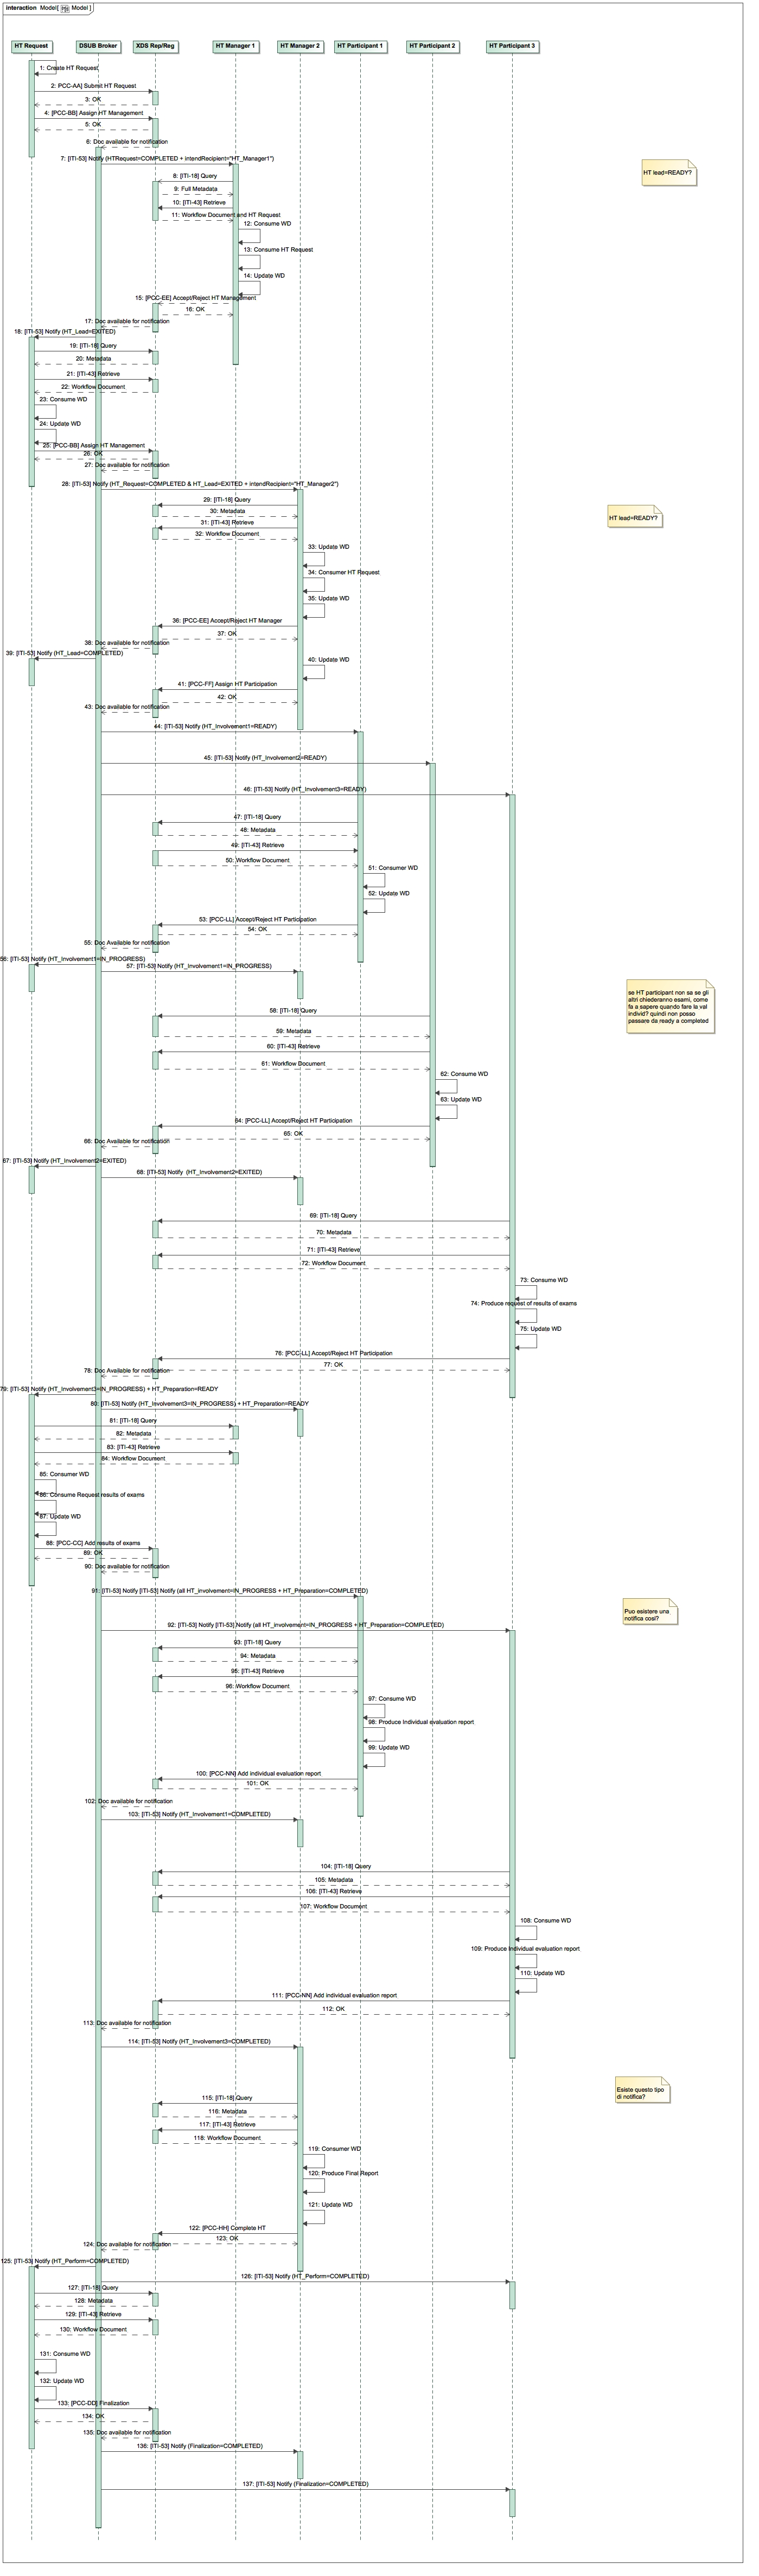 interaction Model[ Model ]
HT Request
DSUB Broker
XDS Rep/Reg
HT Manager 1
HT Manager 2
HT Participant 1
HT Participant 2
HT Participant 3
1: Create HT Request
2: PCC-AA] Submit HT Request
3: OK
4: [PCC-BB] Assign HT Management
5: OK
6: Doc available for notification
7: [ITI-53] Notify (HTRequest=COMPLETED + intendRecipient="HT_Manager1")
HT lead=READY?
8: [ITI-18] Query
9: Full Metadata
10: [ITI-43] Retrieve
11: Workflow Document and HT Request
12: Consume WD
13: Consume HT Request
14: Update WD
15: [PCC-EE] Accept/Reject HT Management
16: OK
17: Doc available for notification
18: [ITI-53] Notify (HT_Lead=EXITED)
19: [ITI-18] Query
20: Metadata
21: [ITI-43] Retrieve
22: Workflow Document
23: Consume WD
24: Update WD
25: [PCC-BB] Assign HT Management
26: OK
27: Doc available for notification
28: [ITI-53] Notify (HT_Request=COMPLETED & HT_Lead=EXITED + intendRecipient="HT_Manager2")
29: [ITI-18] Query
30: Metadata
HT lead=READY?
31: [ITI-43] Retrieve
32: Workflow Document
33: Update WD
34: Consumer HT Request
35: Update WD
36: [PCC-EE] Accept/Reject HT Manager
37: OK
38: Doc available for notification
39: [ITI-53] Notify (HT_Lead=COMPLETED)
40: Update WD
41: [PCC-FF] Assign HT Participation
42: OK
43: Doc available for notification
44: [ITI-53] Notify (HT_Involvement1=READY)
45: [ITI-53] Notify (HT_Involvement2=READY)
46: [ITI-53] Notify (HT_Involvement3=READY)
47: [ITI-18] Query
48: Metadata
49: [ITI-43] Retrieve
50: Workflow Document
51: Consumer WD
52: Update WD
53: [PCC-LL] Accept/Reject HT Participation
54: OK
55: Doc Available for notification
56: [ITI-53] Notify (HT_Involvement1=IN_PROGRESS)
57: [ITI-53] Notify (HT_Involvement1=IN_PROGRESS)
se HT participant non sa se gli
altri chiederanno esami, come
fa a sapere quando fare la val
individ? quindi non posso
passare da ready a completed
58: [ITI-18] Query
59: Metadata
60: [ITI-43] Retrieve
61: Workflow Document
62: Consume WD
63: Update WD
64: [PCC-LL] Accept/Reject HT Participation
65: OK
66: Doc Available for notification
67: [ITI-53] Notify (HT_Involvement2=EXITED)
68: [ITI-53] Notify (HT_Involvement2=EXITED)
69: [ITI-18] Query
70: Metadata
71: [ITI-43] Retrieve
72: Workflow Document
73: Consume WD
74: Produce request of results of exams
75: Update WD
76: [PCC-LL] Accept/Reject HT Participation
77: OK
78: Doc Available for notification
79: [ITI-53] Notify (HT_Involvement3=IN_PROGRESS) + HT_Preparation=READY
80: [ITI-53] Notify (HT_Involvement3=IN_PROGRESS) + HT_Preparation=READY
81: [ITI-18] Query
82: Metadata
83: [ITI-43] Retrieve
84: Workflow Document
85: Consumer WD
86: Consume Request results of exams
87: Update WD
88: [PCC-CC] Add results of exams
89: OK
90: Doc available for notification
91: [ITI-53] Notify [ITI-53] Notify (all HT_involvement=IN_PROGRESS + HT_Preparation=COMPLETED)
Puo esistere una
notifica così?
92: [ITI-53] Notify [ITI-53] Notify (all HT_involvement=IN_PROGRESS + HT_Preparation=COMPLETED)
93: [ITI-18] Query
94: Metadata
95: [ITI-43] Retrieve
96: Workflow Document
97: Consume WD
98: Produce Individual evaluation report
99: Update WD
100: [PCC-NN] Add individual evaluation report
101: OK
102: Doc available for notification
103: [ITI-53] Notify (HT_Involvement1=COMPLETED)
104: [ITI-18] Query
105: Metadata
106: [ITI-43] Retrieve
107: Workflow Document
108: Consume WD
109: Produce Individual evaluation report
110: Update WD
111: [PCC-NN] Add individual evaluation report
112: OK
113: Doc available for notification
114: [ITI-53] Notify (HT_Involvement3=COMPLETED)
Esiste questo tipo
di notifica?
115: [ITI-18] Query
116: Metadata
117: [ITI-43] Retrieve
118: Workflow Document
119: Consumer WD
120: Produce Final Report
121: Update WD
122: [PCC-HH] Complete HT
123: OK
124: Doc available for notification
125: [ITI-53] Notify (HT_Perform=COMPLETED)
126: [ITI-53] Notify (HT_Perform=COMPLETED)
127: [ITI-18] Query
128: Metadata
129: [ITI-43] Retrieve
130: Workflow Document
131: Consume WD
132: Update WD
133: [PCC-DD] Finalization
134: OK
135: Doc available for notification
136: [ITI-53] Notify (Finalization=COMPLETED)
137: [ITI-53] Notify (Finalization=COMPLETED)